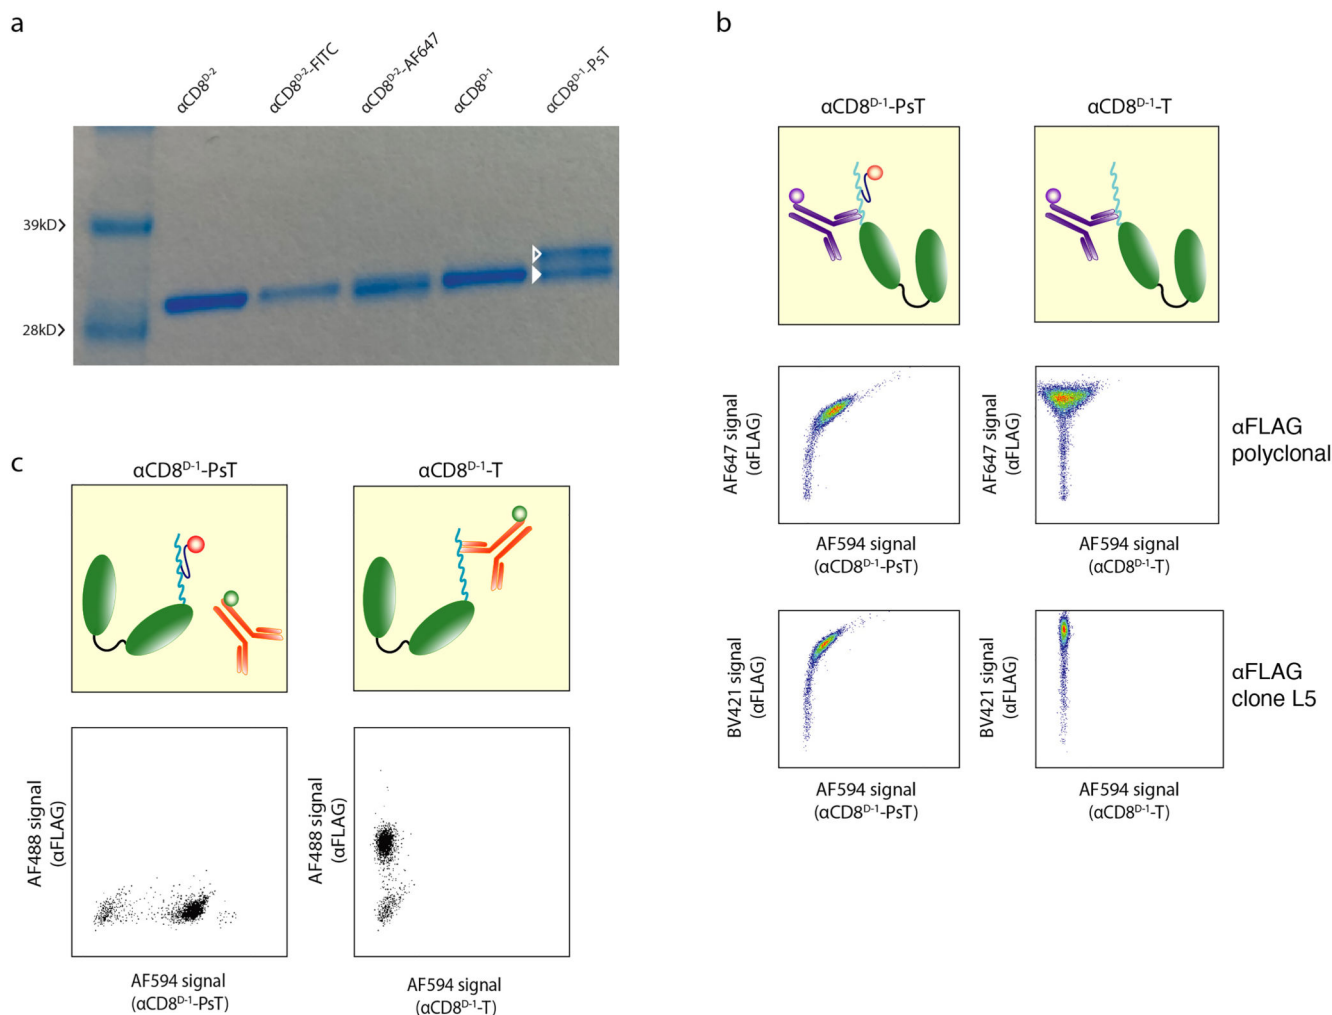 a
αCD8ᴰ⁻²
αCD8ᴰ⁻²-FITC
αCD8ᴰ⁻²-AF647
αCD8ᴰ⁻¹
αCD8ᴰ⁻¹-PsT
39kD>
28kD>
b
αCD8ᴰ⁻¹-PsT
αCD8ᴰ⁻¹-T
AF647 signal
(αFLAG)
AF594 signal
(αCD8ᴰ⁻¹-PsT)
AF647 signal
(αFLAG)
AF594 signal
(αCD8ᴰ⁻¹-T)
αFLAG
polyclonal
BV421 signal
(αFLAG)
AF594 signal
(αCD8ᴰ⁻¹-PsT)
BV421 signal
(αFLAG)
AF594 signal
(αCD8ᴰ⁻¹-T)
αFLAG
clone L5
c
αCD8ᴰ⁻¹-PsT
αCD8ᴰ⁻¹-T
AF488 signal
(αFLAG)
AF594 signal
(αCD8ᴰ⁻¹-PsT)
AF488 signal
(αFLAG)
AF594 signal
(αCD8ᴰ⁻¹-T)